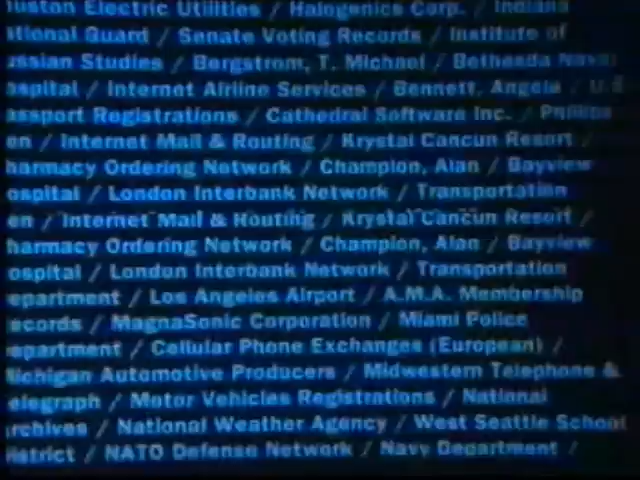 uston Electric Utilities / Halogenics Corp. / Indiana
ational Guard / Senate Voting Records / Institute of
ussian Studies / Bergstrom, T. Michael / Bethesda Naval
ospital / Internet Airline Services / Bennett, Angela / U.S
assport Registrations / Cathedral Software Inc. / Phillips
en / Internet Mail & Routing / Krystal Cancun Resort /
harmacy Ordering Network / Champion, Alan / Bayview
ospital / London Interbank Network / Transportation
en / Internet Mail & Routing / Krystal Cancun Resort /
harmacy Ordering Network / Champion, Alan / Bayview
ospital / London Interbank Network / Transportation
epartment / Los Angeles Airport / A.M.A. Membership
ecords / MagnaSonic Corporation / Miami Police
epartment / Cellular Phone Exchanges (European) /
ichigan Automotive Producers / Midwestern Telephone &
elegraph / Motor Vehicles Registrations / National
rchives / National Weather Agency / West Seattle School
istrict / NATO Defense Network / Navy Department /